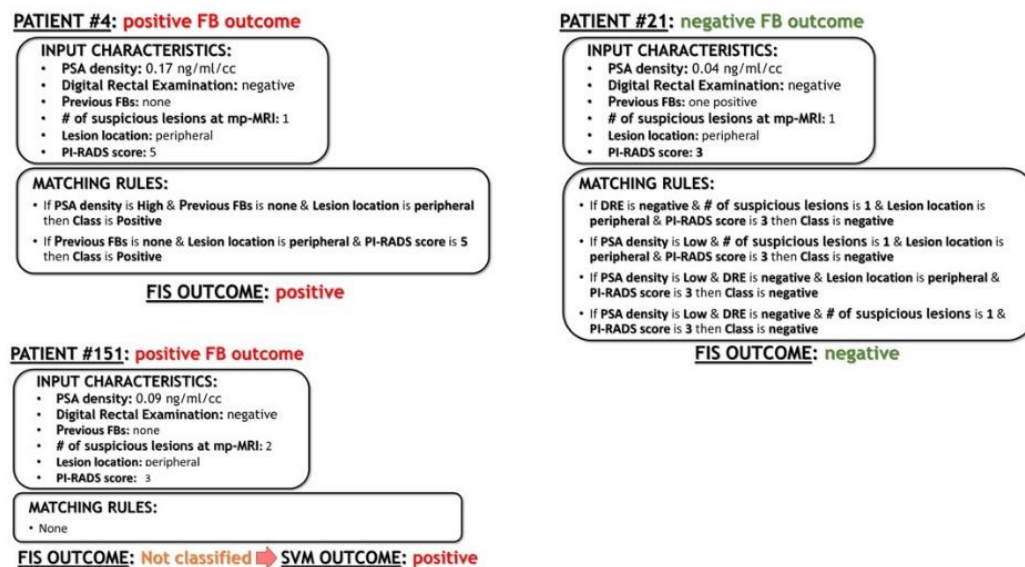 PATIENT #4: positive FB outcome
INPUT CHARACTERISTICS:
• PSA density: 0.17 ng/ml/cc
• Digital Rectal Examination: negative
• Previous FBs: none
• # of suspicious lesions at mp-MRI: 1
• Lesion location: peripheral
• PI-RADS score: 5
MATCHING RULES:
• If PSA density is High & Previous FBs is none & Lesion location is peripheral
then Class is Positive
• If Previous FBs is none & Lesion location is peripheral & PI-RADS score is 5
then Class is Positive
FIS OUTCOME: positive
PATIENT #21: negative FB outcome
INPUT CHARACTERISTICS:
• PSA density: 0.04 ng/ml/cc
• Digital Rectal Examination: negative
• Previous FBs: one positive
• # of suspicious lesions at mp-MRI: 1
• Lesion location: peripheral
• PI-RADS score: 3
MATCHING RULES:
• If DRE is negative & # of suspicious lesions is 1 & Lesion location is
peripheral & PI-RADS score is 3 then Class is negative
• If PSA density is Low & # of suspicious lesions is 1 & Lesion location is
peripheral & PI-RADS score is 3 then Class is negative
• If PSA density is Low & DRE is negative & Lesion location is peripheral &
PI-RADS score is 3 then Class is negative
• If PSA density is Low & DRE is negative & # of suspicious lesions is 1 &
PI-RADS score is 3 then Class is negative
FIS OUTCOME: negative
PATIENT #151: positive FB outcome
INPUT CHARACTERISTICS:
• PSA density: 0.09 ng/ml/cc
• Digital Rectal Examination: negative
• Previous FBs: none
• # of suspicious lesions at mp-MRI: 2
• Lesion location: peripheral
• PI-RADS score: 3
MATCHING RULES:
• None
FIS OUTCOME: Not classified SVM OUTCOME: positive